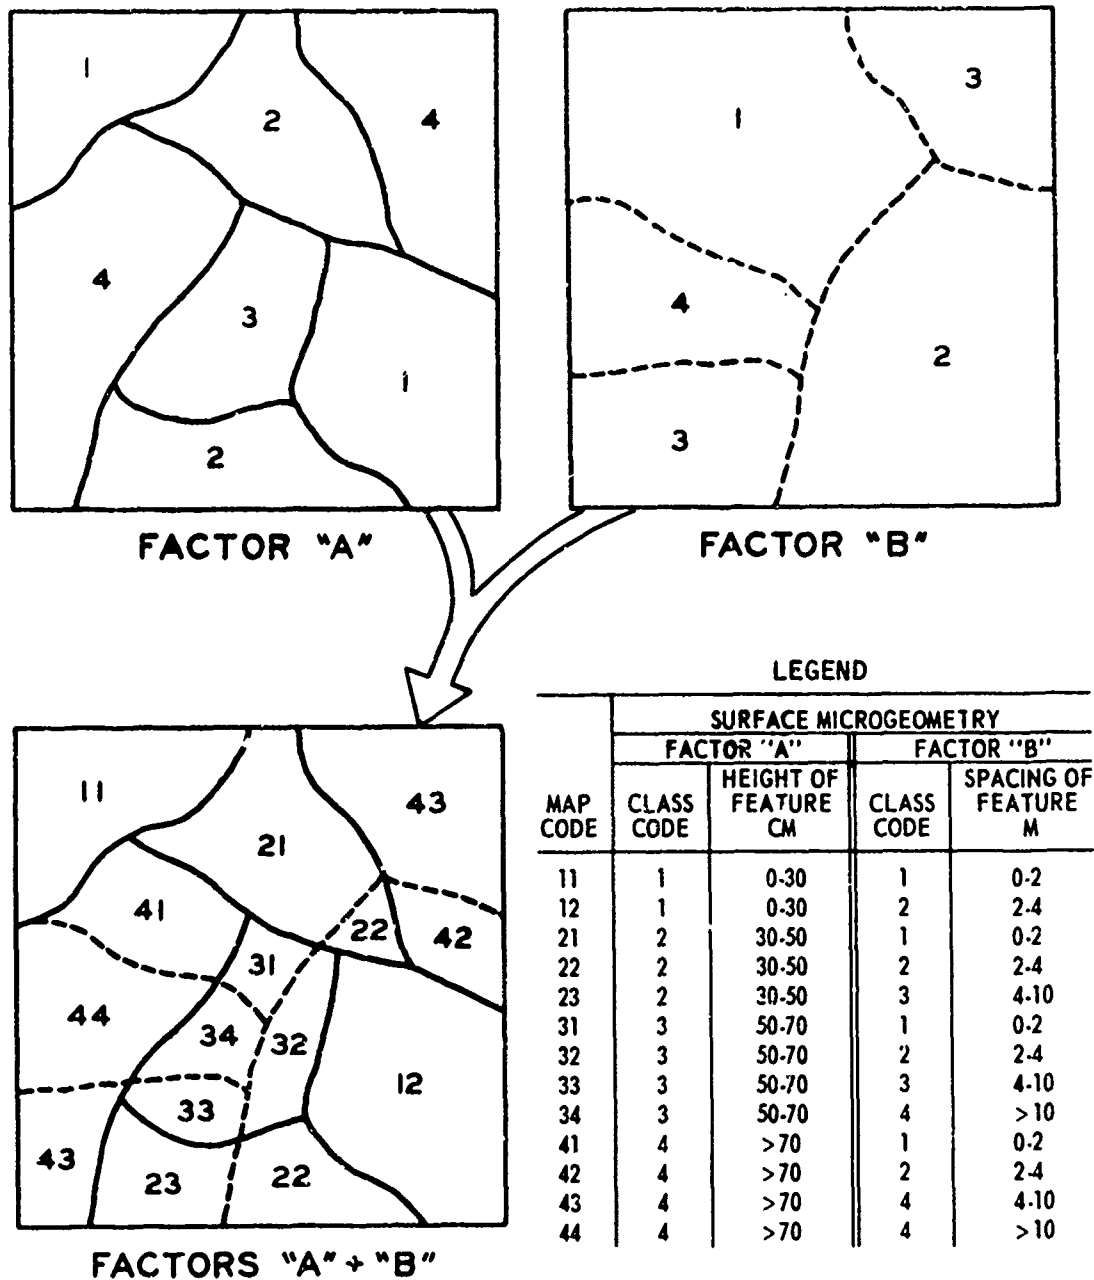 1
2
4
4
3
1
2
FACTOR "A"
1
3
4
2
3
FACTOR "B"
11
43
21
41
22
42
31
44
34
32
12
33
43
23
22
FACTORS "A" + "B"
LEGEND
SURFACE MICROGEOMETRY
FACTOR "A" FACTOR "B"
MAP CODE CLASS CODE HEIGHT OF FEATURE CM CLASS CODE SPACING OF FEATURE M
11 1 0-30 1 0-2
12 1 0-30 2 2-4
21 2 30-50 1 0-2
22 2 30-50 2 2-4
23 2 30-50 3 4-10
31 3 50-70 1 0-2
32 3 50-70 2 2-4
33 3 50-70 3 4-10
34 3 50-70 4 >10
41 4 >70 1 0-2
42 4 >70 2 2-4
43 4 >70 4 4-10
44 4 >70 4 >10